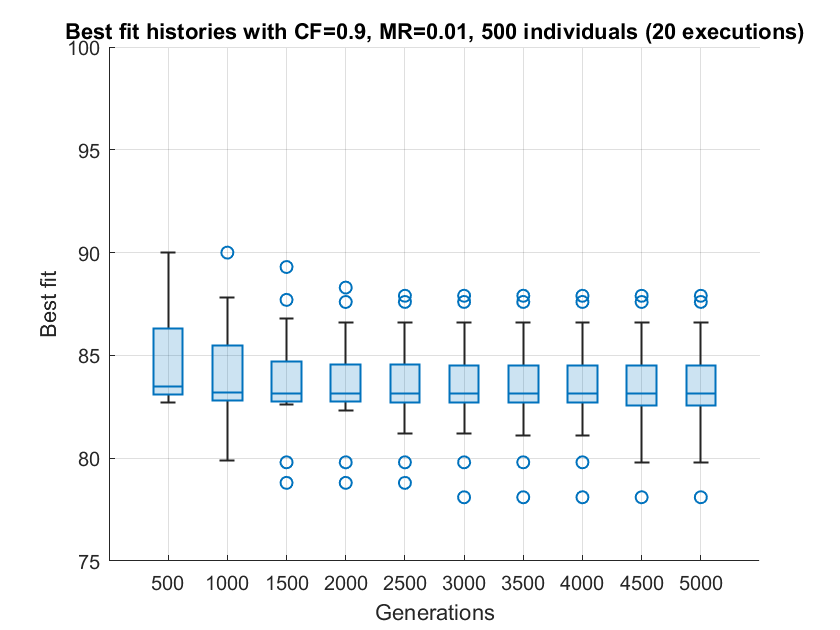 Best fit histories with CF=0.9, MR=0.01, 500 individuals (20 executions)
100
95
90
85
80
75
Best fit
500 1000 1500 2000 2500 3000 3500 4000 4500 5000
Generations